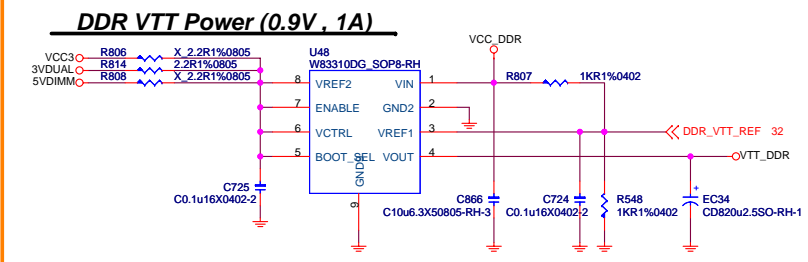 DDR VTT Power (0.9V , 1A)
VCC3 R806 X_2.2R1%0805
3VDUAL R814 2.2R1%0805
5VDIMM R808 X_2.2R1%0805
U48
W83310DG_SOP8-RH
8 VREF2 VIN 1
7 ENABLE GND2 2
6 VCTRL VREF1 3
5 BOOT_SEL VOUT 4
GND9
9
VCC_DDR
R807 1KR1%0402
DDR_VTT_REF 32
VTT_DDR
C725
C0.1u16X0402-2
C866
C10u6.3X50805-RH-3
C724
C0.1u16X0402-2
R548
1KR1%0402
+
EC34
CD820u2.5SO-RH-1